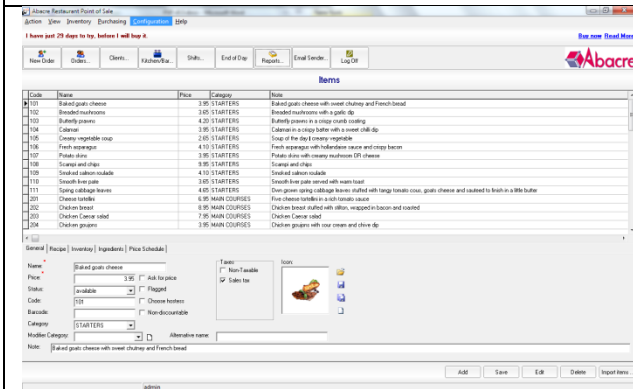 Abacre Restaurant Point of Sale
Action View Inventory Purchasing Configuration Help
I have just 29 days to try, before I will buy it. Buy now Read More
New Order Orders... Clients... Kitchen/Bar... Shifts... End of Day Reports... Email Sender... Log Off Abacre
Items
Code Name Price Category Note
101 Baked goats cheese 3.95 STARTERS Baked goats cheese with sweet chutney and French bread
102 Breaded mushrooms 3.65 STARTERS Breaded mushrooms with a garlic dip
103 Butterfly prawns 4.20 STARTERS Butterfly prawns in a crispy crumb coating
104 Calamari 3.95 STARTERS Calamari in a crispy batter with a sweet chili dip
105 Creamy vegetable soup 2.65 STARTERS Soup of the day creamy vegetable
106 Fresh asparagus 4.10 STARTERS Fresh asparagus with hollandaise sauce and crispy bacon
107 Potato skins 3.95 STARTERS Potato skins with creamy mushroom OR cheese
108 Scampi and chips 9.95 STARTERS Scampi and chips
109 Smoked salmon roulade 4.10 STARTERS Smoked salmon roulade
110 Smooth liver pate 3.65 STARTERS Smooth liver pate served with warm toast
111 Spring cabbage leaves 4.65 STARTERS Own grown spring cabbage leaves stuffed with tangy tomato cous, goats cheese and sauteed to finish in a little butter
201 Cheese tortellini 6.95 MAIN COURSES Five cheese tortellini in a rich tomato sauce
202 Chicken breast 8.95 MAIN COURSES Chicken breast stuffed with stilton, wrapped in bacon and roasted
203 Chicken Caesar salad 7.95 MAIN COURSES Chicken Caesar salad
204 Chicken goujons 3.95 MAIN COURSES Chicken goujons with sour cream and chive dip
General Recipe Inventory Ingredients Price Schedule
Name: Baked goats cheese Taxes: Icon:
Price: 3.95 Ask for price Non-Taxable
Status: available Flagged Sales tax
Code: 101 Choose hostess
Barcode: Non-discountable
Category: STARTERS
Modifier Category: Alternative name:
Note: Baked goats cheese with sweet chutney and French bread
Add Save Edit Delete Import items...
admin